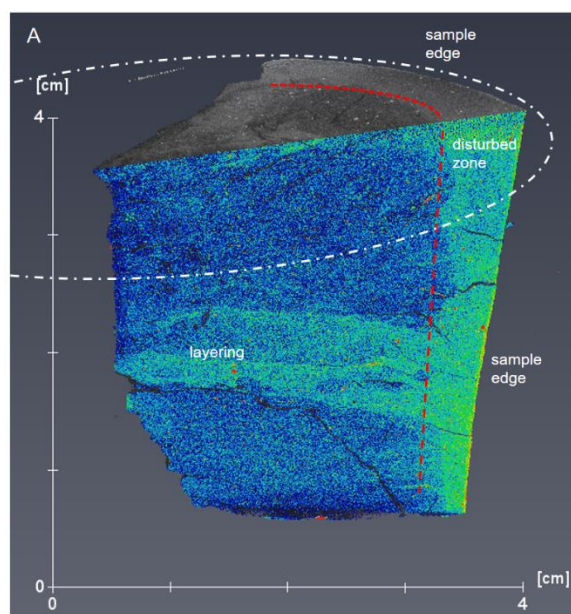 A
sample
edge
[cm]
4
disturbed
zone
layering
sample
edge
[cm]
0
0
4